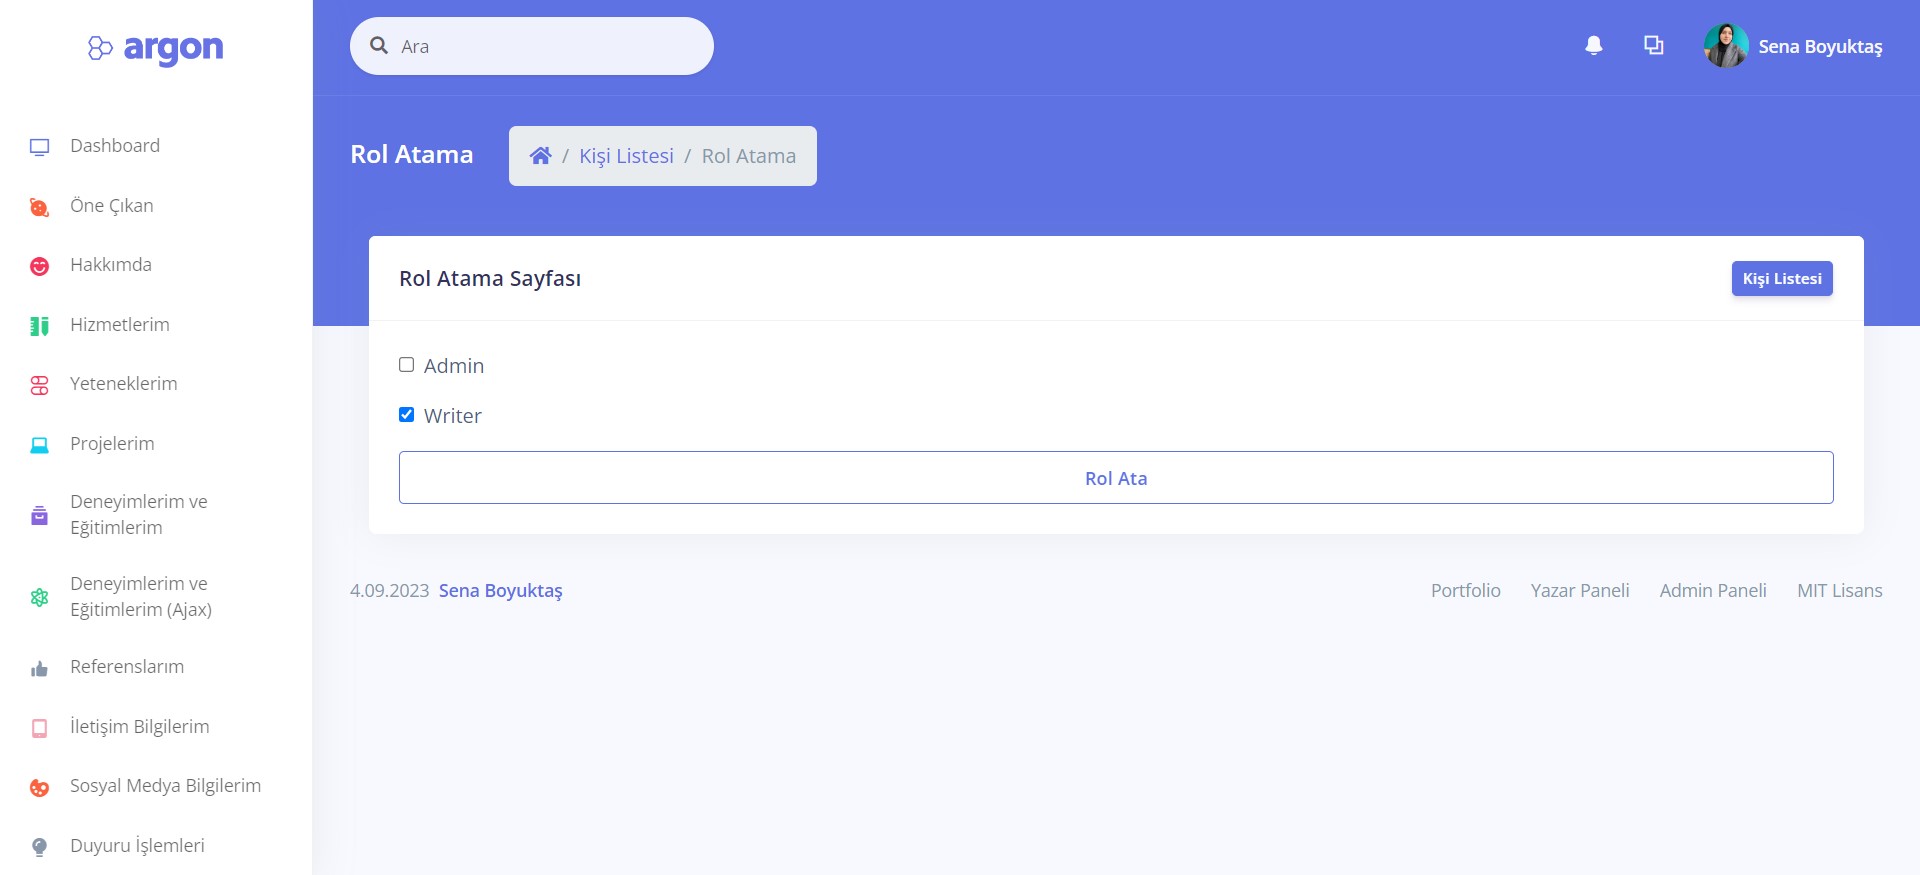 argon
Dashboard
Öne Çıkan
Hakkımda
Hizmetlerim
Yeteneklerim
Projelerim
Deneyimlerim ve
Eğitimlerim
Deneyimlerim ve
Eğitimlerim (Ajax)
Referenslarım
İletişim Bilgilerim
Sosyal Medya Bilgilerim
Duyuru İşlemleri
Ara
Sena Boyuktaş
Rol Atama
/ Kişi Listesi / Rol Atama
Rol Atama Sayfası
Kişi Listesi
Admin
Writer
Rol Ata
4.09.2023 Sena Boyuktaş
Portfolio Yazar Paneli Admin Paneli MIT Lisans